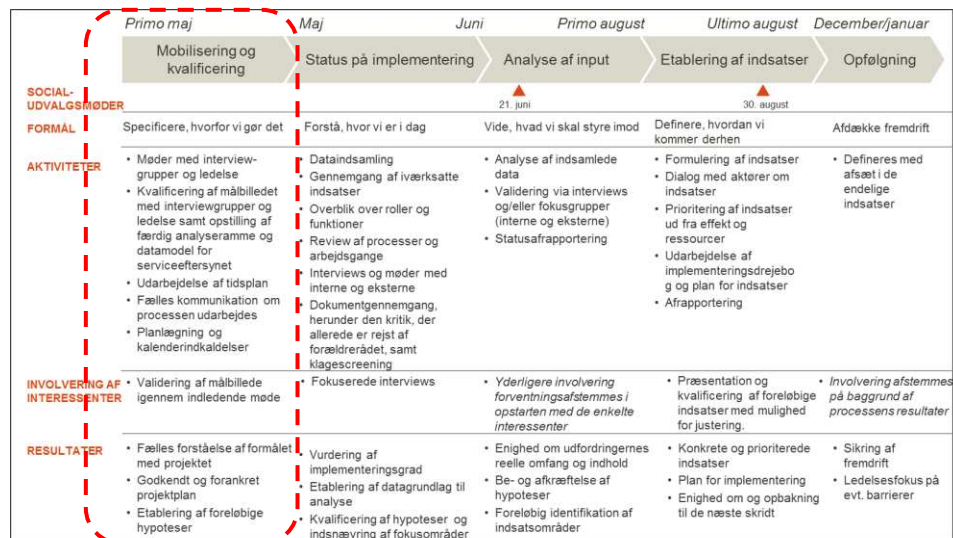 Primo maj
Maj
Juni
Primo august
Ultimo august
December/januar
Mobilisering og
kvalificering
Status på implementering
Analyse af input
Etablering af indsatser
Opfølgning
SOCIAL-
UDVALGSMØDER
21. juni
30. august
FORMÅL
Specificere, hvorfor vi gør det
Forstå, hvor vi er i dag
Vide, hvad vi skal styre imod
Definere, hvordan vi
kommer derhen
Afdække fremdrift
AKTIVITETER
• Møder med interview-
grupper og ledelse
• Kvalificering af målbilledet
med interviewgrupper og
ledelse samt opstilling af
færdig analyseramme og
datamodel for
serviceeftersynet
• Udarbejdelse af tidsplan
• Fælles kommunikation om
processen udarbejdes
• Planlægning og
kalenderindkaldelser
• Dataindsamling
• Gennemgang af iværksatte
indsatser
• Overblik over roller og
funktioner
• Review af processer og
arbejdsgange
• Interviews og møder med
interne og eksterne
• Dokumentgennemgang,
herunder den kritik, der
allerede er rejst af
forældrerådet, samt
klagescreening
• Analyse af indsamlede
data
• Validering via interviews
og/eller fokusgrupper
(interne og eksterne)
• Statusafrapportering
• Formulering af indsatser
• Dialog med aktører om
indsatser
• Prioritering af indsatser
ud fra effekt og
ressourcer
• Udarbejdelse af
implementeringsdrejebo
g og plan for indsatser
• Afrapportering
• Defineres med
afsæt i de
endelige
indsatser
INVOLVERING AF
INTERESSENTER
• Validering af målbillede
igennem indledende møde
• Fokuserede interviews
• Yderligere involvering
forventningsafstemmes i
opstarten med de enkelte
interessenter
• Præsentation og
kvalificering af foreløbige
indsatser med mulighed
for justering.
• Involvering afstemmes
på baggrund af
processens resultater
RESULTATER
• Fælles forståelse af formålet
med projektet
• Godkendt og forankret
projektplan
• Etablering af foreløbige
hypoteser
• Vurdering af
implementeringsgrad
• Etablering af datagrundlag til
analyse
• Kvalificering af hypoteser og
indsnævring af fokusområder
• Enighed om udfordringernes
reelle omfang og indhold
• Be- og afkræftelse af
hypoteser
• Foreløbig identifikation af
indsatsområder
• Konkrete og prioriterede
indsatser
• Plan for implementering
• Enighed om og opbakning
til de næste skridt
• Sikring af
fremdrift
• Ledelsesfokus på
evt. barrierer